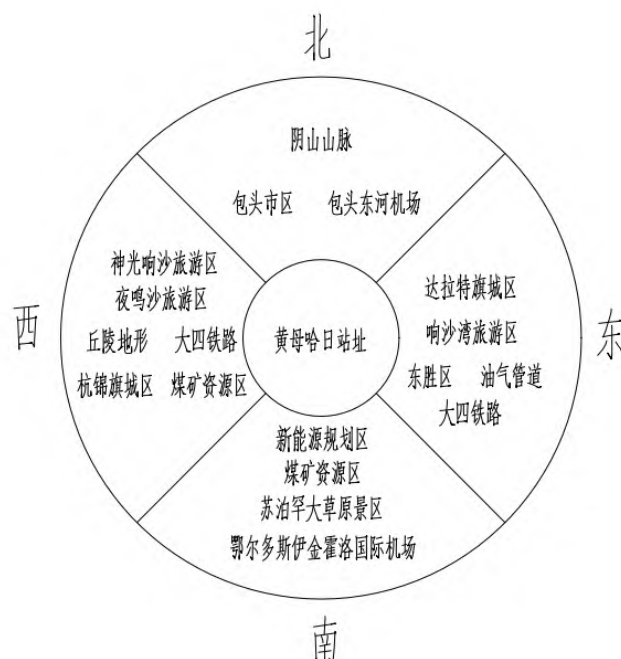 北
阴山山脉
包头市区 包头东河机场
神光响沙旅游区
夜鸣沙旅游区
丘陵地形 大四铁路
杭锦旗城区 煤矿资源区
西
黄母哈日站址
达拉特旗城区
响沙湾旅游区
东胜区 油气管道
大四铁路
东
新能源规划区
煤矿资源区
苏泊罕大草原景区
鄂尔多斯伊金霍洛国际机场
南